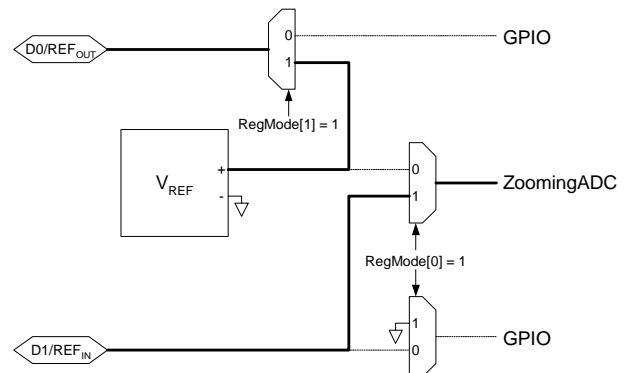 D0/REF_OUT
0
1
GPIO
RegMode[1] = 1
V_REF
+
-
0
1
ZoomingADC
RegMode[0] = 1
D1/REF_IN
1
0
GPIO